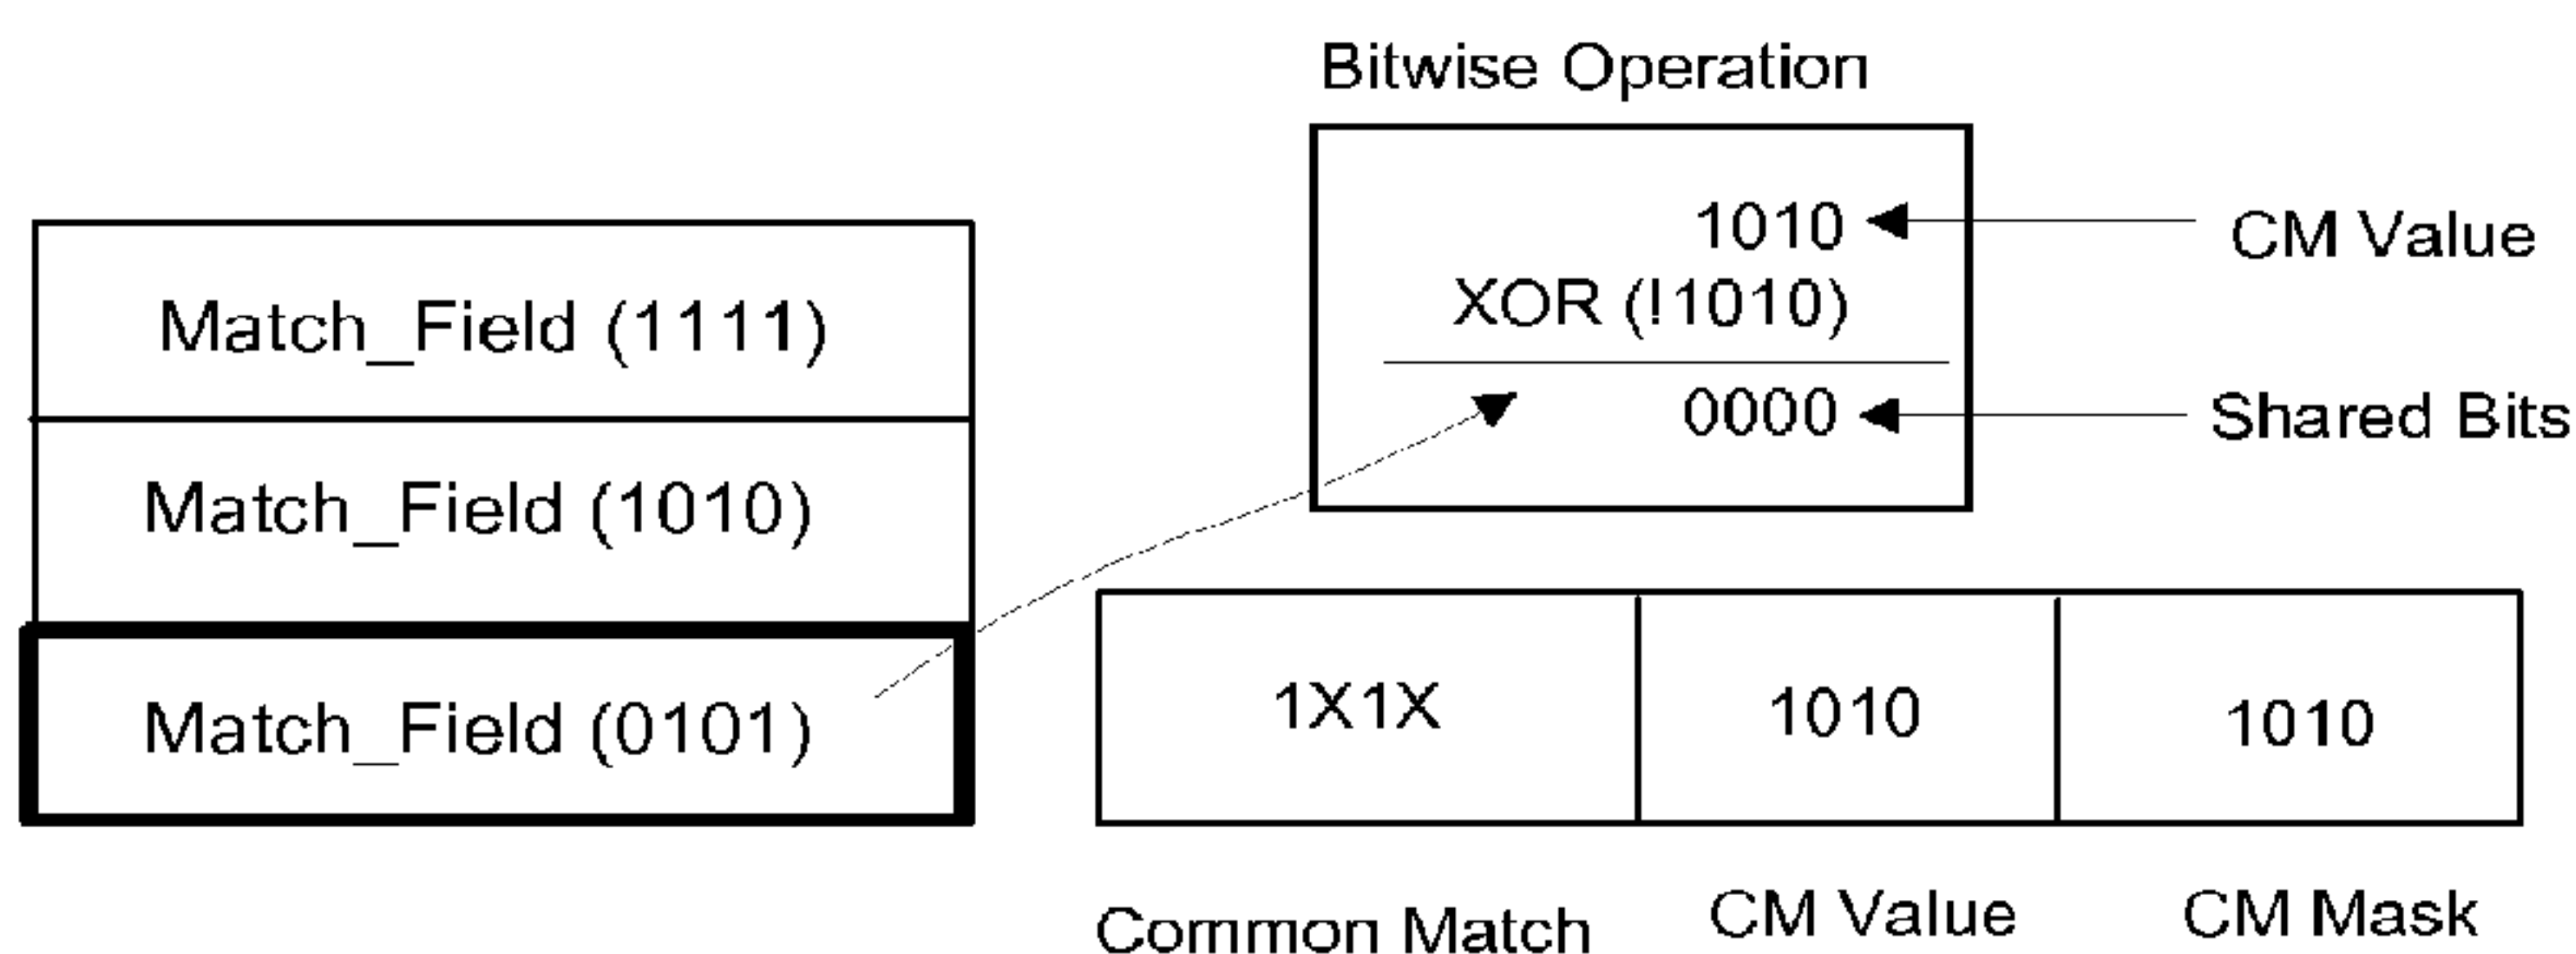 Bitwise Operation
1010
CM Value
XOR (!1010)
0000
Shared Bits
Match_Field (1111)
Match_Field (1010)
Match_Field (0101)
1X1X
1010
1010
Common Match
CM Value
CM Mask